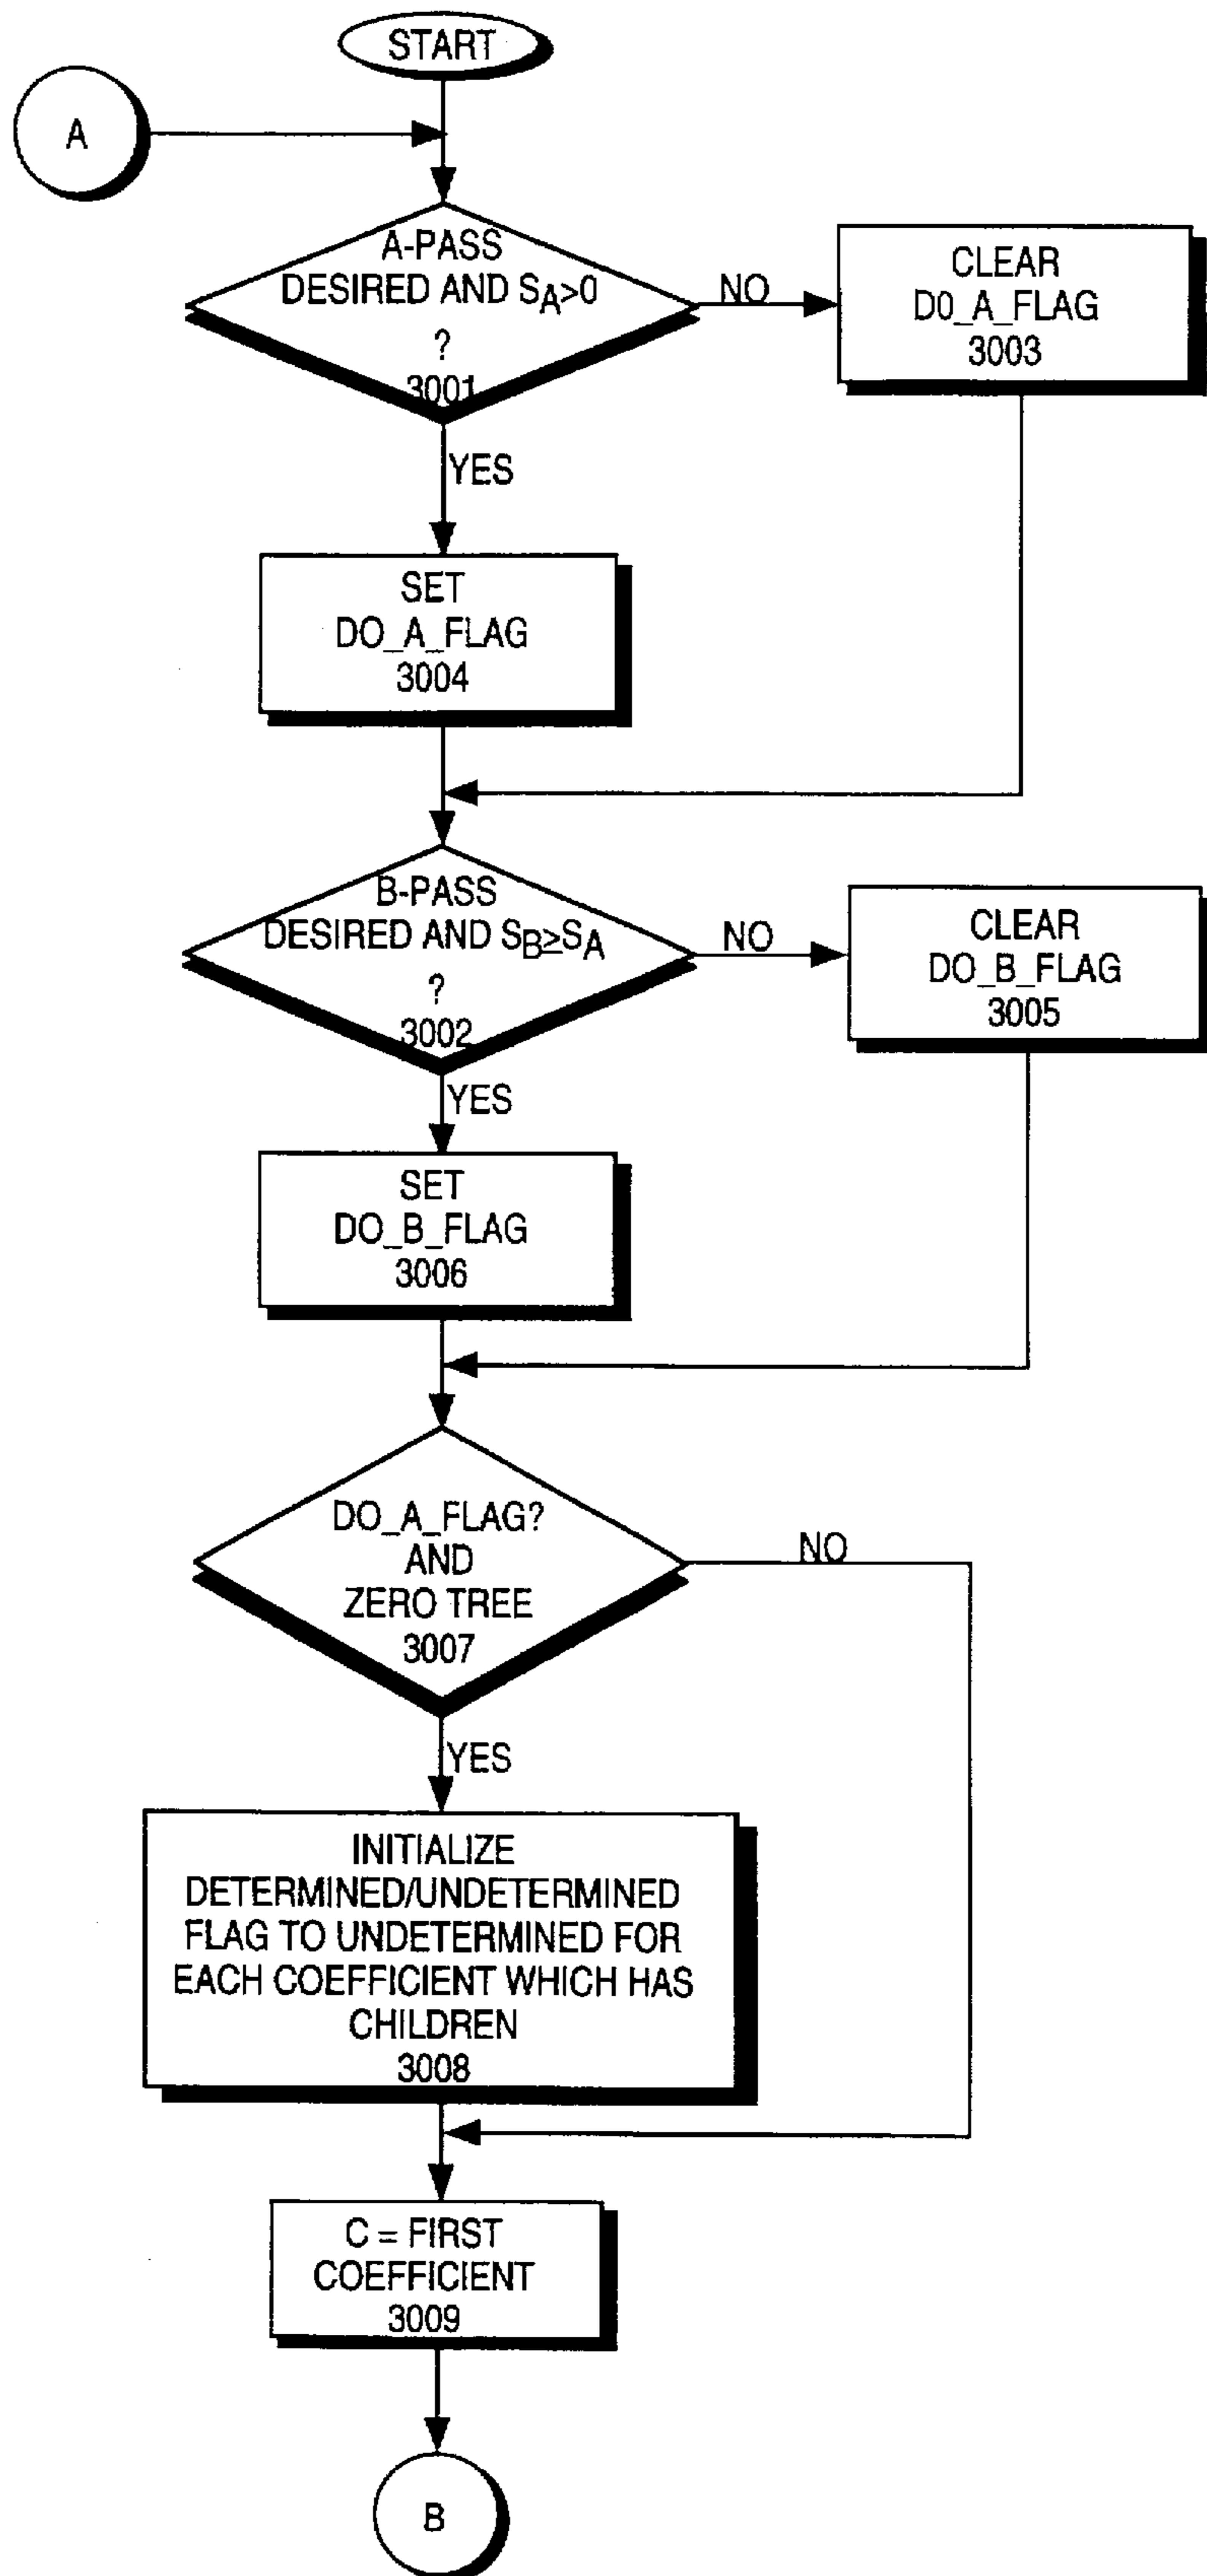 START
A
A-PASS
DESIRED AND SA>0
?
3001
NO
CLEAR
D0_A_FLAG
3003
YES
SET
DO_A_FLAG
3004
B-PASS
DESIRED AND SB≥SA
?
3002
NO
CLEAR
DO_B_FLAG
3005
YES
SET
DO_B_FLAG
3006
DO_A_FLAG?
AND
ZERO TREE
3007
NO
YES
INITIALIZE
DETERMINED/UNDETERMINED
FLAG TO UNDETERMINED FOR
EACH COEFFICIENT WHICH HAS
CHILDREN
3008
C = FIRST
COEFFICIENT
3009
B